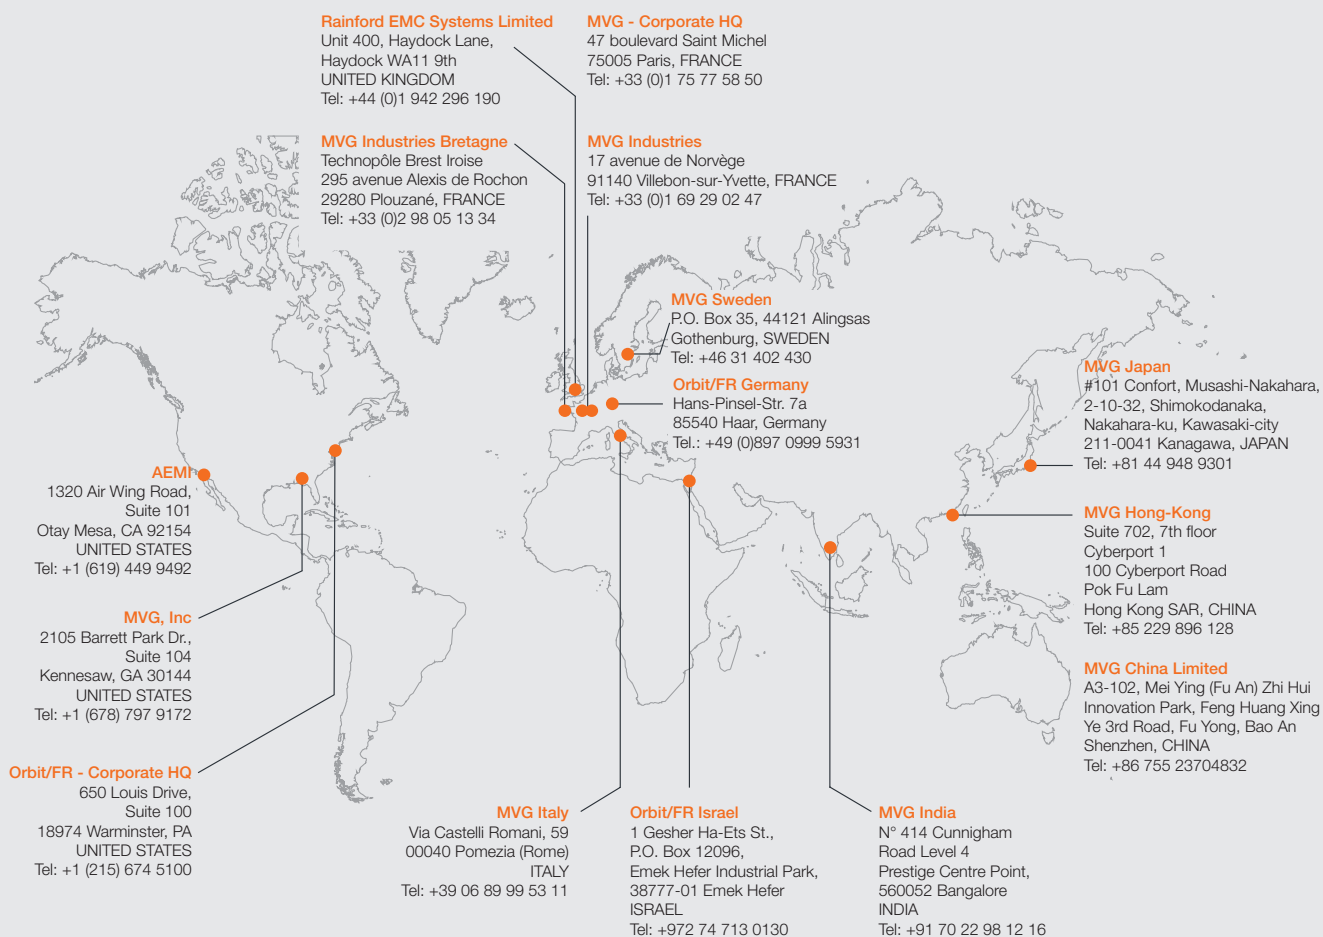 Rainford EMC Systems Limited
Unit 400, Haydock Lane,
Haydock WA11 9th
UNITED KINGDOM
Tel: +44 (0)1 942 296 190
MVG - Corporate HQ
47 boulevard Saint Michel
75005 Paris, FRANCE
Tel: +33 (0)1 75 77 58 50
MVG Industries Bretagne
Technopôle Brest Iroise
295 avenue Alexis de Rochon
29280 Plouzané, FRANCE
Tel: +33 (0)2 98 05 13 34
MVG Industries
17 avenue de Norvège
91140 Villebon-sur-Yvette, FRANCE
Tel: +33 (0)1 69 29 02 47
MVG Sweden
P.O. Box 35, 44121 Alingsas
Gothenburg, SWEDEN
Tel: +46 31 402 430
Orbit/FR Germany
Hans-Pinsel-Str. 7a
85540 Haar, Germany
Tel.: +49 (0)897 0999 5931
MVG Japan
#101 Confort, Musashi-Nakahara,
2-10-32, Shimokodanaka,
Nakahara-ku, Kawasaki-city
211-0041 Kanagawa, JAPAN
Tel: +81 44 948 9301
AEMI
1320 Air Wing Road,
Suite 101
Otay Mesa, CA 92154
UNITED STATES
Tel: +1 (619) 449 9492
MVG Hong-Kong
Suite 702, 7th floor
Cyberport 1
100 Cyberport Road
Pok Fu Lam
Hong Kong SAR, CHINA
Tel: +85 229 896 128
MVG, Inc
2105 Barrett Park Dr.,
Suite 104
Kennesaw, GA 30144
UNITED STATES
Tel: +1 (678) 797 9172
MVG China Limited
A3-102, Mei Ying (Fu An) Zhi Hui
Innovation Park, Feng Huang Xing
Ye 3rd Road, Fu Yong, Bao An
Shenzhen, CHINA
Tel: +86 755 23704832
Orbit/FR - Corporate HQ
650 Louis Drive,
Suite 100
18974 Warminster, PA
UNITED STATES
Tel: +1 (215) 674 5100
MVG Italy
Via Castelli Romani, 59
00040 Pomezia (Rome)
ITALY
Tel: +39 06 89 99 53 11
Orbit/FR Israel
1 Gesher Ha-Ets St.,
P.O. Box 12096,
Emek Hefer Industrial Park,
38777-01 Emek Hefer
ISRAEL
Tel: +972 74 713 0130
MVG India
N° 414 Cunnigham
Road Level 4
Prestige Centre Point,
560052 Bangalore
INDIA
Tel: +91 70 22 98 12 16